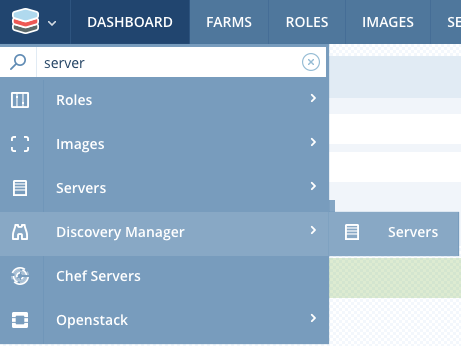 DASHBOARD FARMS ROLES IMAGES SE
server
Roles
Images
Servers
Discovery Manager
Servers
Chef Servers
Openstack